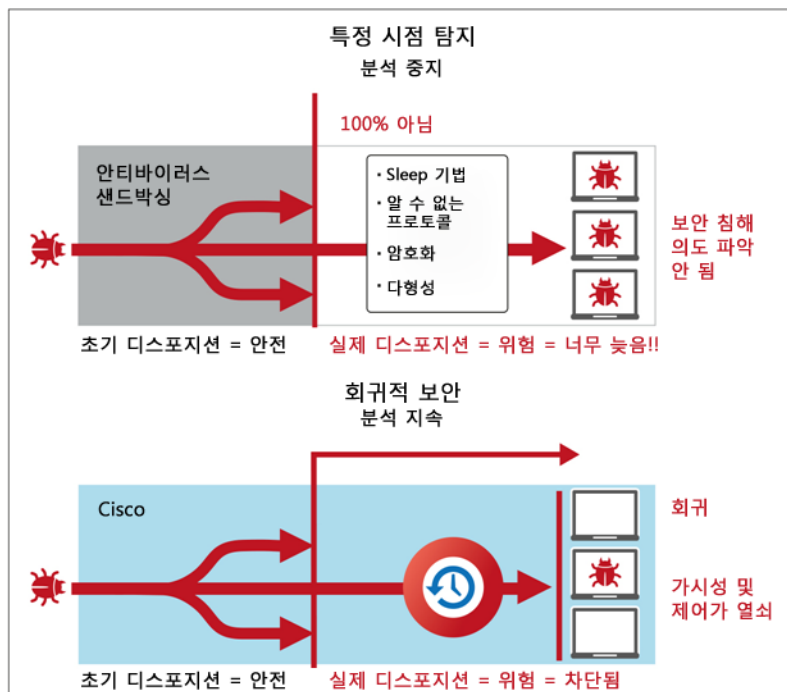 특정 시점 탐지
분석 중지
100% 아님
안티바이러스
샌드박싱
· Sleep 기법
· 알 수 없는
프로토콜
· 암호화
· 다형성
보안 침해
의도 파악
안 됨
초기 디스포지션 = 안전
실제 디스포지션 = 위험 = 너무 늦음!!
회귀적 보안
분석 지속
Cisco
회귀
가시성 및
제어가 열쇠
초기 디스포지션 = 안전
실제 디스포지션 = 위험 = 차단됨